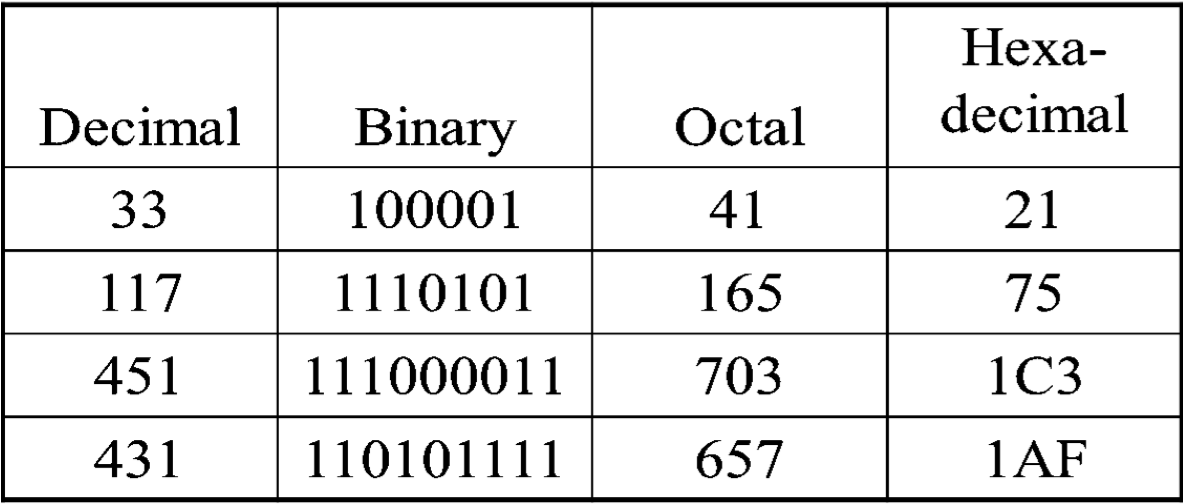 Decimal Binary Octal Hexa-
decimal
33 100001 41 21
117 1110101 165 75
451 111000011 703 1C3
431 110101111 657 1AF